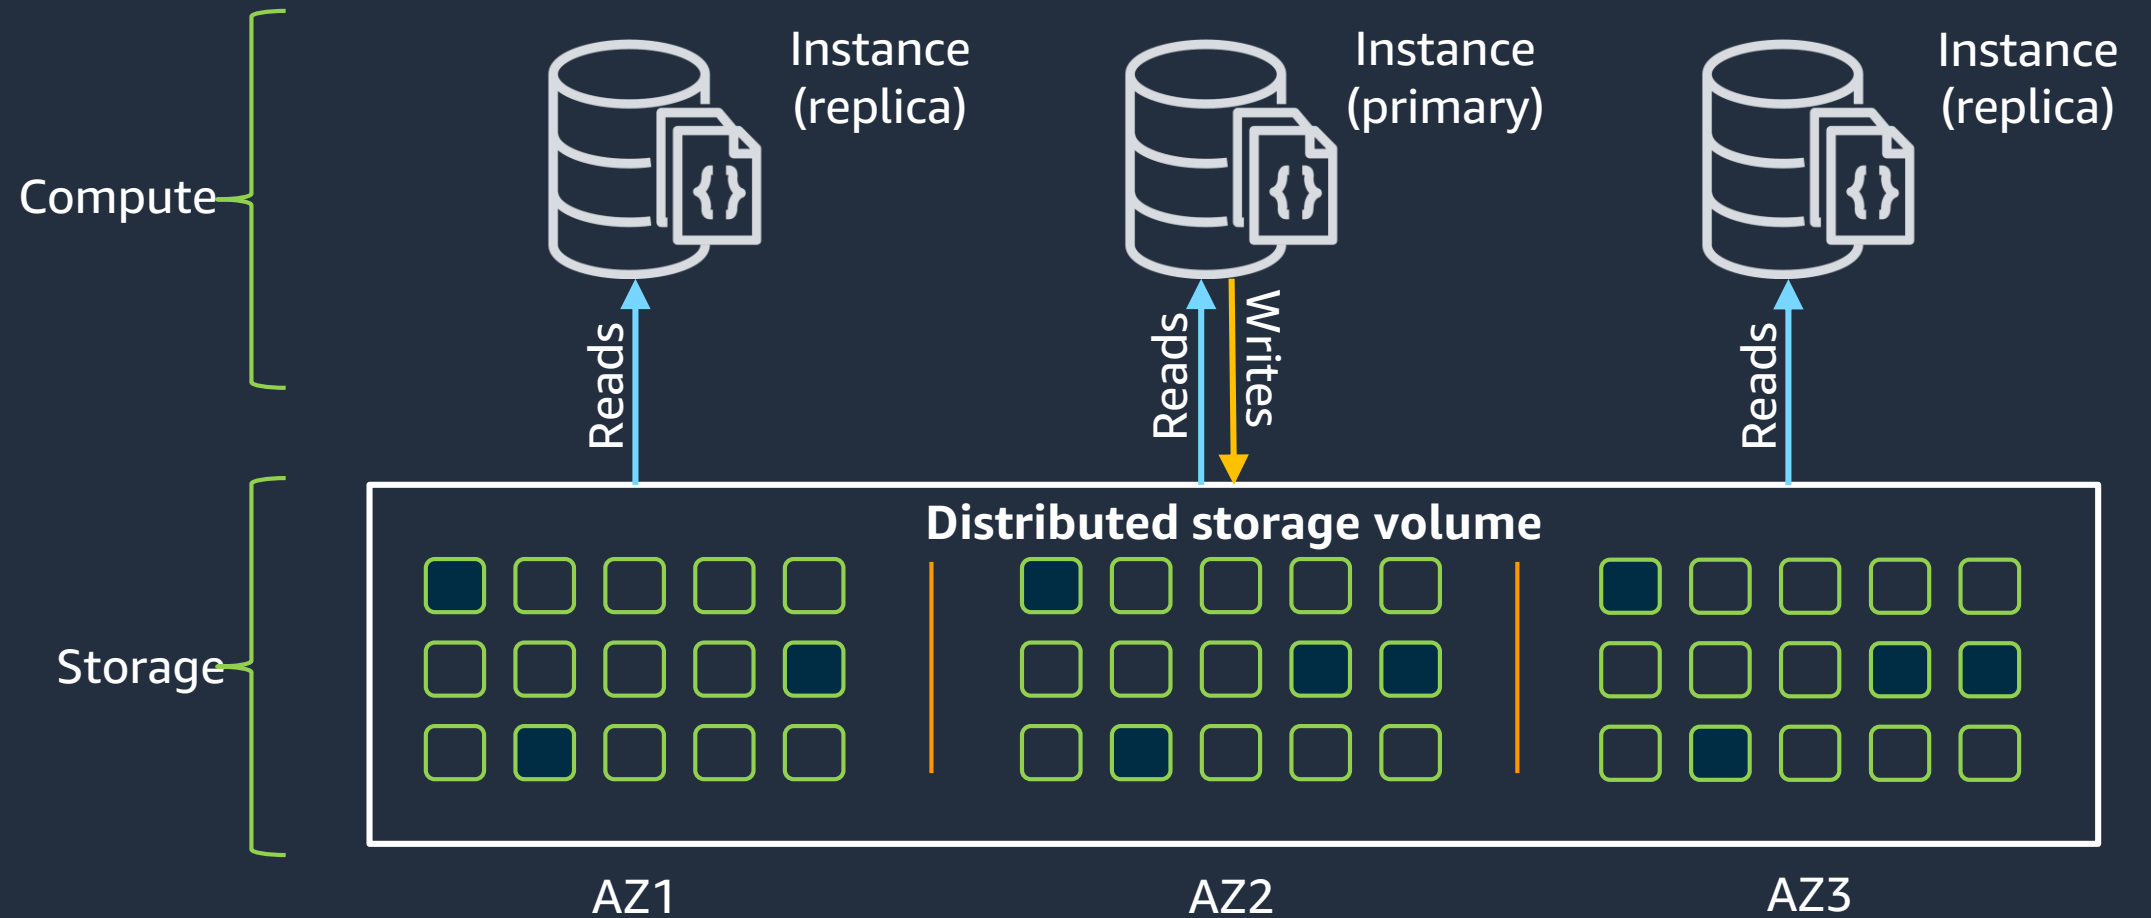 Instance
(replica)
Instance
(primary)
Instance
(replica)
Compute
{}
{}
{}
Reads
Reads
Writes
Reads
Distributed storage volume
Storage
AZ1
AZ2
AZ3